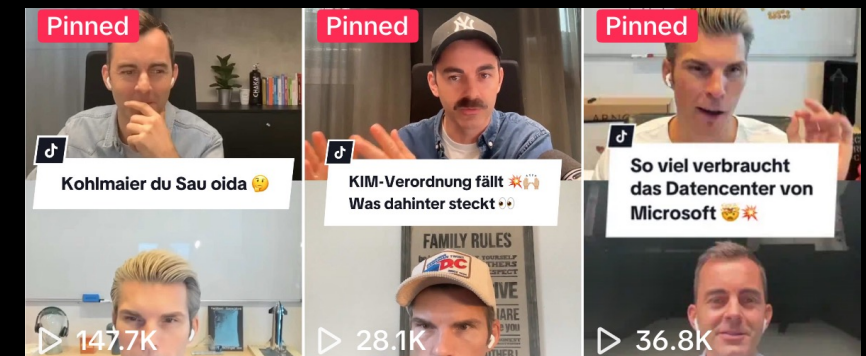 Pinned
Kohlmaier du Sau oida 🤔
147.7K
Pinned
KIM-Verordnung fällt 💥🙌🏻
Was dahinter steckt 👀
FAMILY RULES
28.1K
Pinned
So viel verbraucht
das Datencenter von
Microsoft 🤯💥
36.8K